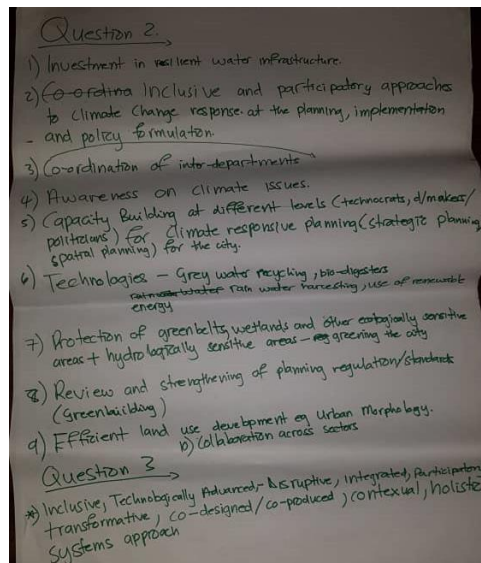 Question 2.
1) Investment in resilient water infrastructure.
2) Co-ordina Inclusive and participatory approaches
to climate change response at the planning, implementation
- and policy formulation.
3) Co-ordination of inter-departments
4) Awareness on climate issues.
5) Capacity Building at different levels (technocrats, d/makers/
politicians) for climate responsive planning (strategic planning
spatial planning) for the city.
6) Technologies - Grey water recycling, bio-digesters
rain water harvesting, use of renewable
energy
7) Protection of greenbelts, wetlands and other ecologically sensitive
areas + hydrologically sensitive areas - greening the city
8) Review and strengthening of planning regulation/standards
(Greenbuilding)
9) Efficient land use development eg Urban Morphology.
10) Collaboration across sectors
Question 3
*) Inclusive, Technologically Advanced, - Disruptive, Integrated, Participatory
transformative, co-designed/co-produced, contexual, holistic
systems approach